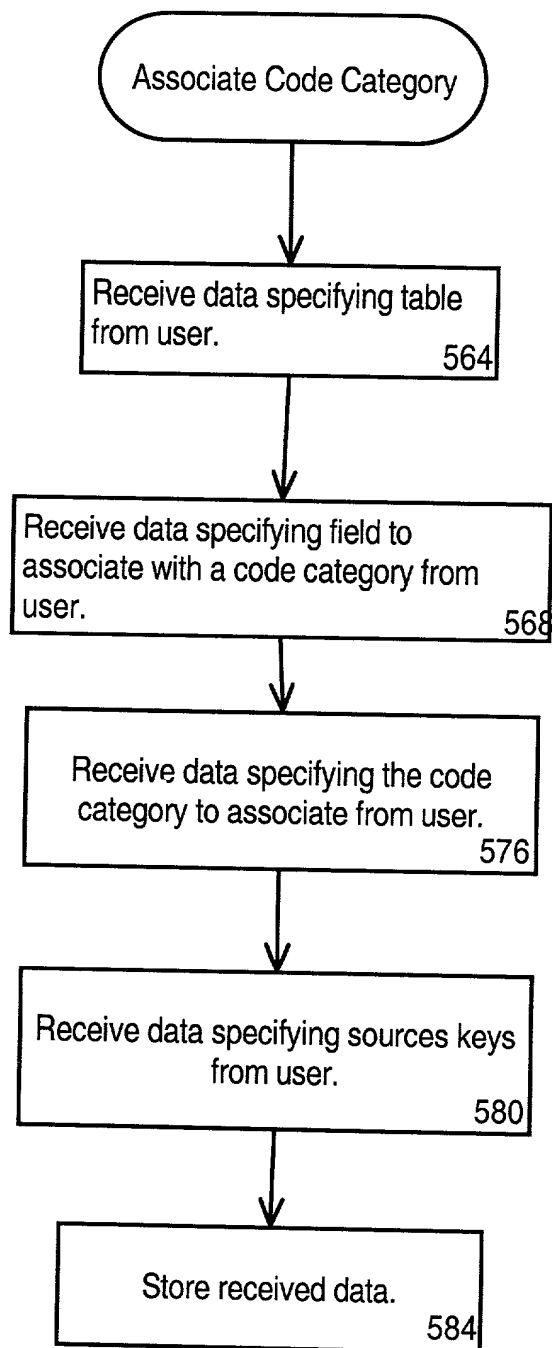 Associate Code Category
Receive data specifying table
from user.
564
Receive data specifying field to
associate with a code category from
user.
568
Receive data specifying the code
category to associate from user.
576
Receive data specifying sources keys
from user.
580
Store received data.
584